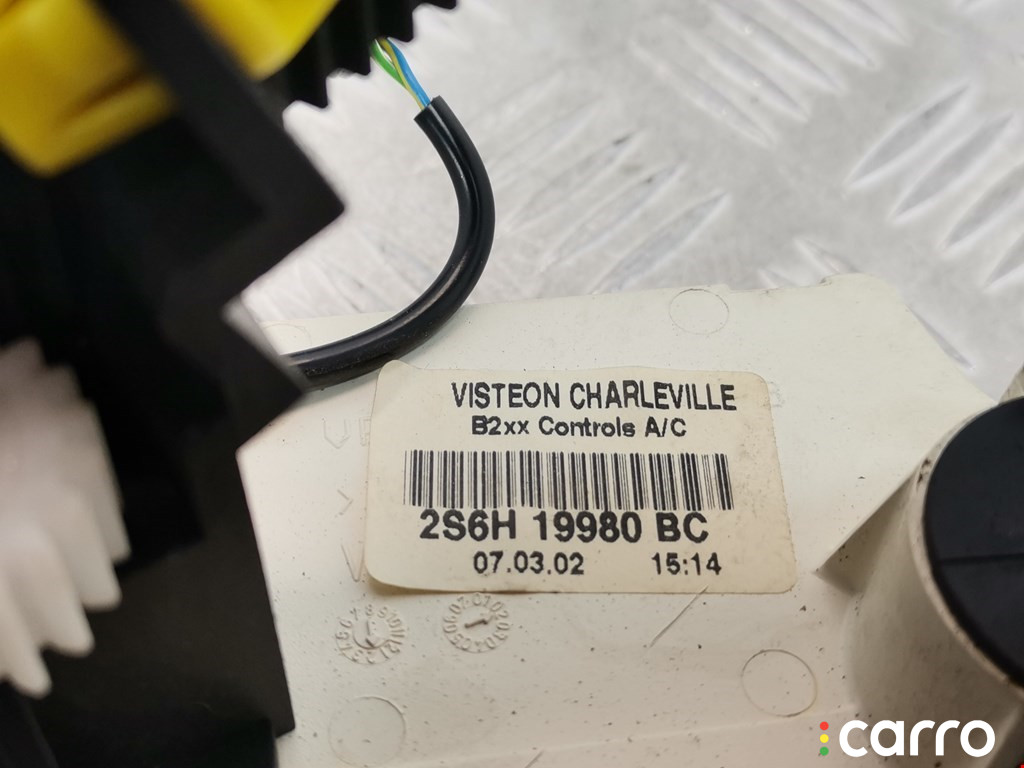 VISTEON CHARLEVILLE
B2xx Controls A/C
2S6H 19980 BC
07.03.02 15:14
carro